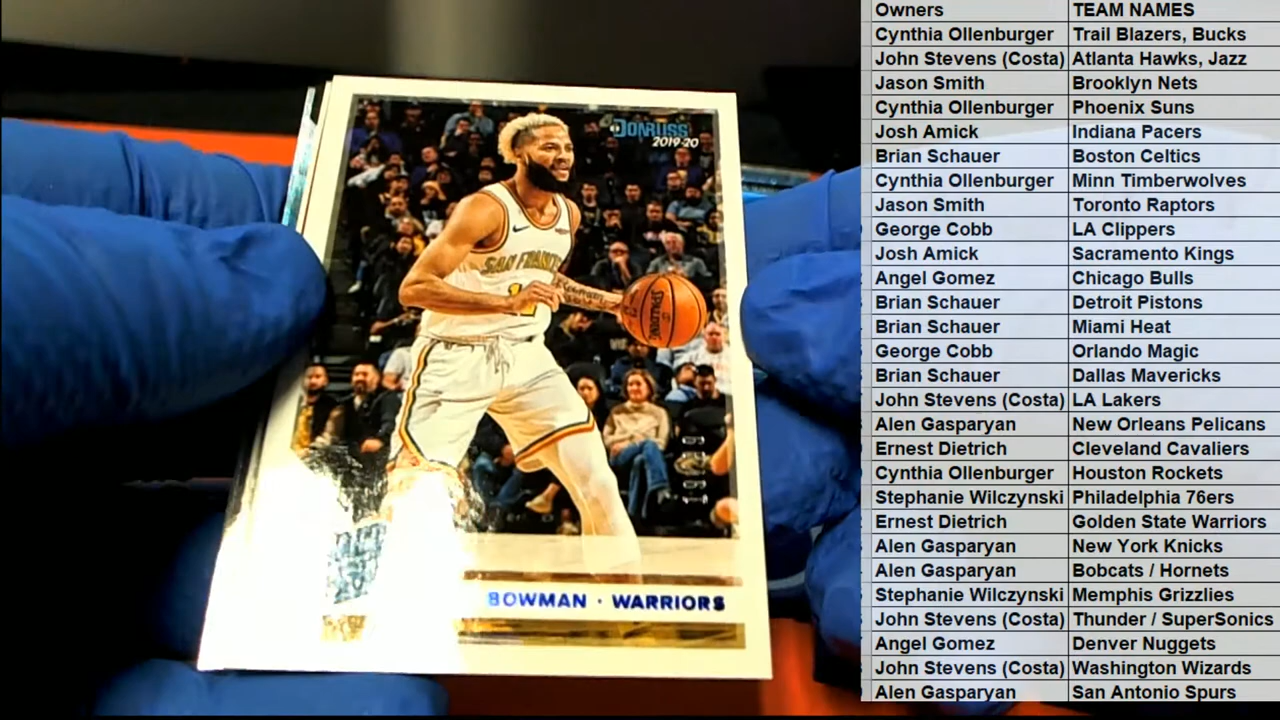 DONRUSS
2019-20
SAN FRANC
SPALDING
BOWMAN · WARRIORS
Owners TEAM NAMES
Cynthia Ollenburger Trail Blazers, Bucks
John Stevens (Costa) Atlanta Hawks, Jazz
Jason Smith Brooklyn Nets
Cynthia Ollenburger Phoenix Suns
Josh Amick Indiana Pacers
Brian Schauer Boston Celtics
Cynthia Ollenburger Minn Timberwolves
Jason Smith Toronto Raptors
George Cobb LA Clippers
Josh Amick Sacramento Kings
Angel Gomez Chicago Bulls
Brian Schauer Detroit Pistons
Brian Schauer Miami Heat
George Cobb Orlando Magic
Brian Schauer Dallas Mavericks
John Stevens (Costa) LA Lakers
Alen Gasparyan New Orleans Pelicans
Ernest Dietrich Cleveland Cavaliers
Cynthia Ollenburger Houston Rockets
Stephanie Wilczynski Philadelphia 76ers
Ernest Dietrich Golden State Warriors
Alen Gasparyan New York Knicks
Alen Gasparyan Bobcats / Hornets
Stephanie Wilczynski Memphis Grizzlies
John Stevens (Costa) Thunder / SuperSonics
Angel Gomez Denver Nuggets
John Stevens (Costa) Washington Wizards
Alen Gasparyan San Antonio Spurs